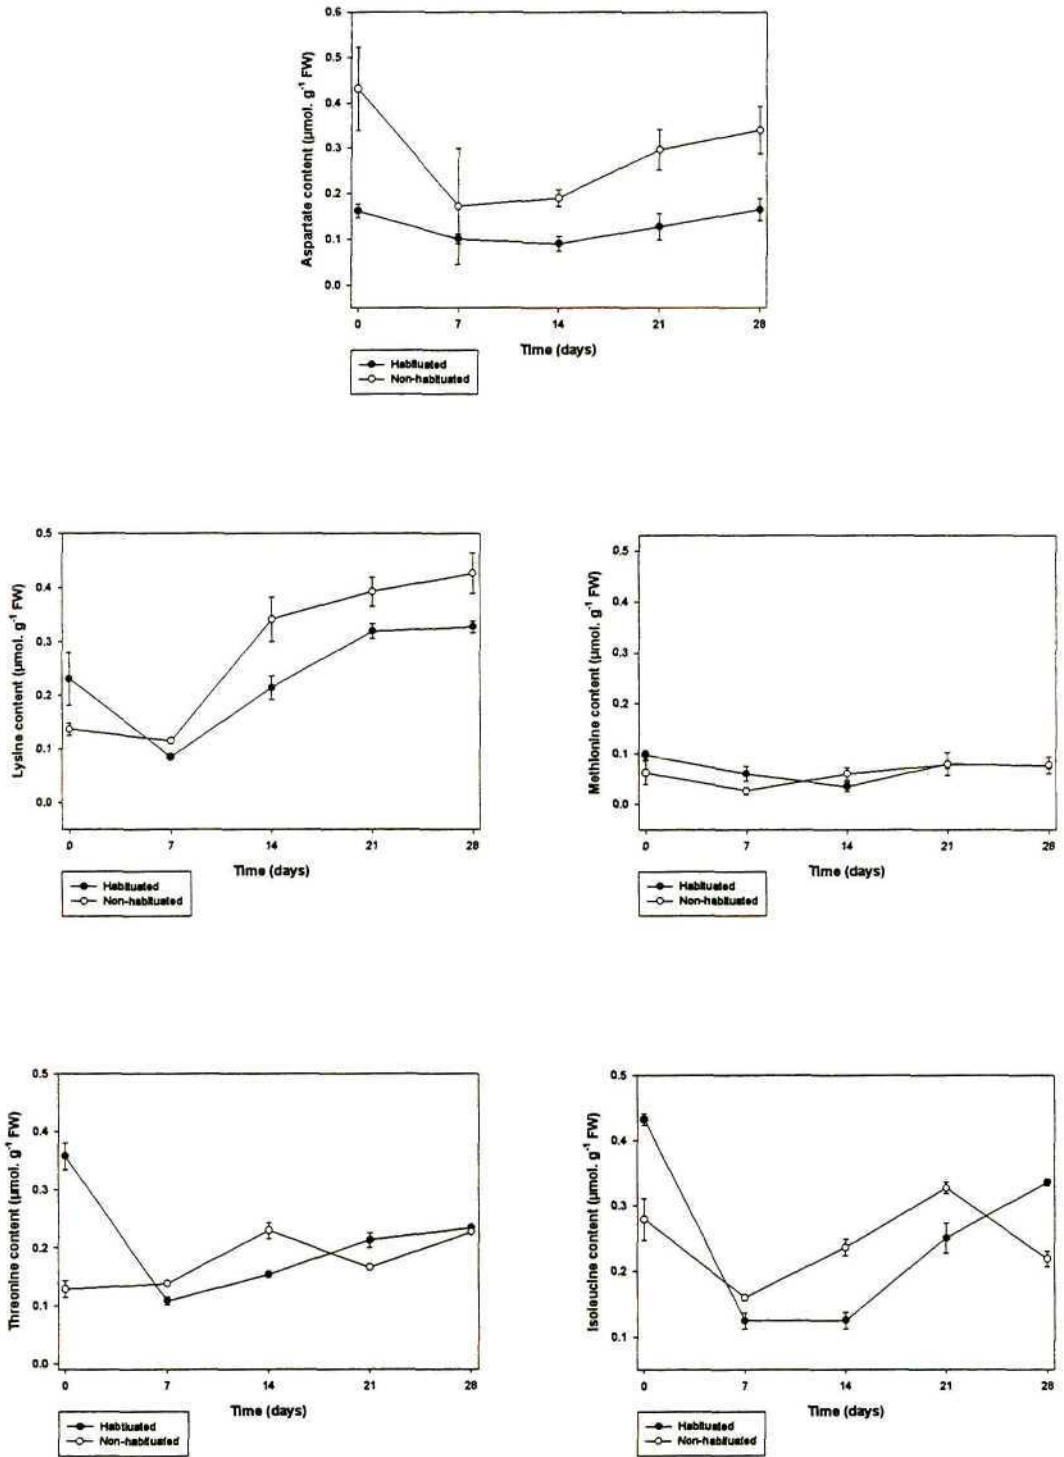 0.6
0.5
0.4
0.3
0.2
0.1
0.0
Aspartate content (µmol. g⁻¹ FW)
0 7 14 21 28
Time (days)
Habituated
Non-habituated
0.5
0.4
0.3
0.2
0.1
0.0
Lysine content (µmol. g⁻¹ FW)
0 7 14 21 28
Time (days)
Habituated
Non-habituated
0.5
0.4
0.3
0.2
0.1
0.0
Methionine content (µmol. g⁻¹ FW)
0 7 14 21 28
Time (days)
Habituated
Non-habituated
0.5
0.4
0.3
0.2
0.1
0.0
Threonine content (µmol. g⁻¹ FW)
0 7 14 21 28
Time (days)
Habituated
Non-habituated
0.5
0.4
0.3
0.2
0.1
Isoleucine content (µmol. g⁻¹ FW)
0 7 14 21 28
Time (days)
Habituated
Non-habituated